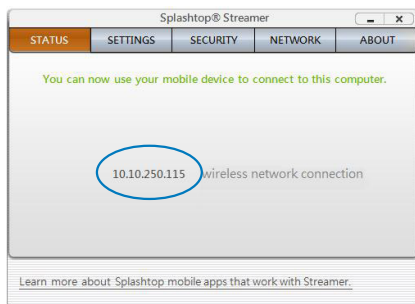 Splashtop® Streamer
STATUS SETTINGS SECURITY NETWORK ABOUT
You can now use your mobile device to connect to this computer.
10.10.250.115 wireless network connection
Learn more about Splashtop mobile apps that work with Streamer.